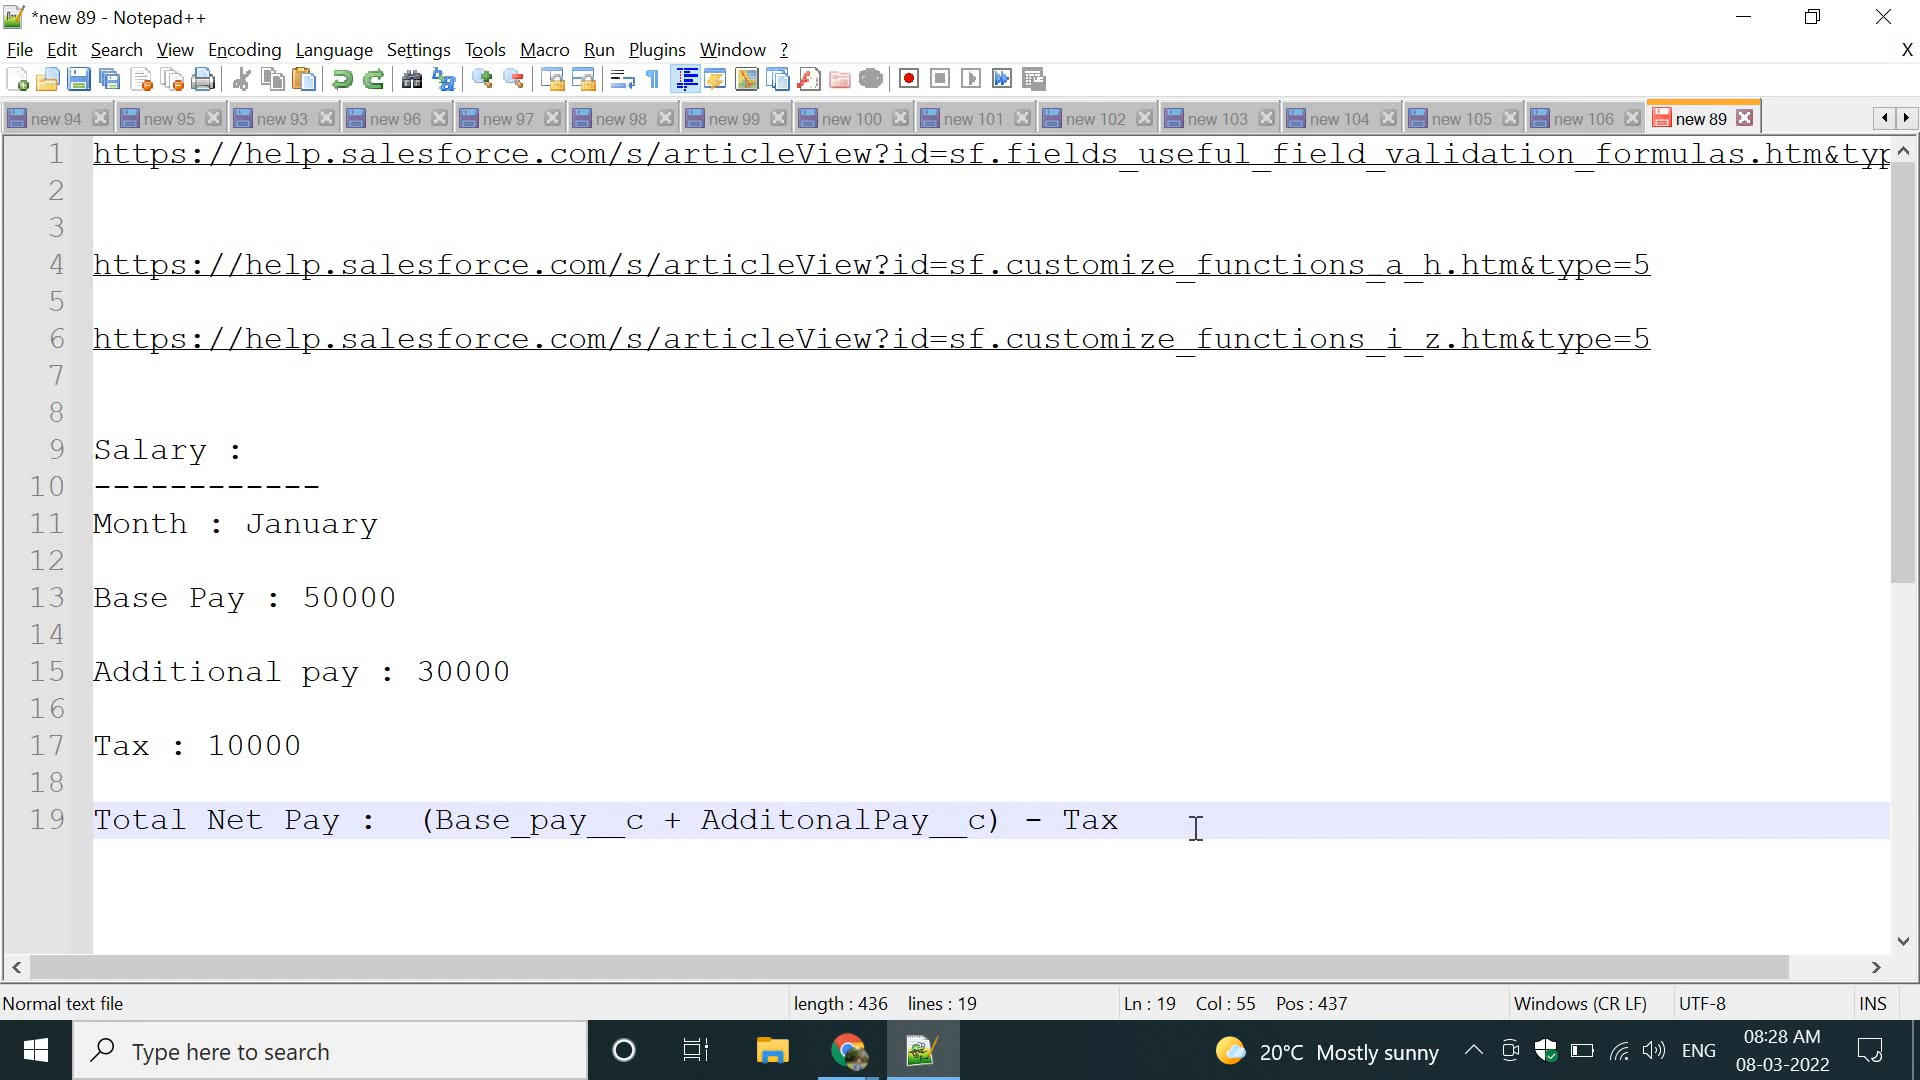 *new 89 - Notepad++
File Edit Search View Encoding Language Settings Tools Macro Run Plugins Window ?
X
new 94 new 95 new 93 new 96 new 97 new 98 new 99 new 100 new 101 new 102 new 103 new 104 new 105 new 106 new 89
1 https://help.salesforce.com/s/articleView?id=sf.fields_useful_field_validation_formulas.htm&typ
2
3
4 https://help.salesforce.com/s/articleView?id=sf.customize_functions_a_h.htm&type=5
5
6 https://help.salesforce.com/s/articleView?id=sf.customize_functions_i_z.htm&type=5
7
8
9 Salary :
10 ------------
11 Month : January
12
13 Base Pay : 50000
14
15 Additional pay : 30000
16
17 Tax : 10000
18
19 Total Net Pay :  (Base_pay__c + AdditonalPay__c) - Tax
Normal text file length : 436 lines : 19 Ln : 19 Col : 55 Pos : 437 Windows (CR LF) UTF-8 INS
Type here to search 20°C Mostly sunny ENG 08:28 AM
08-03-2022